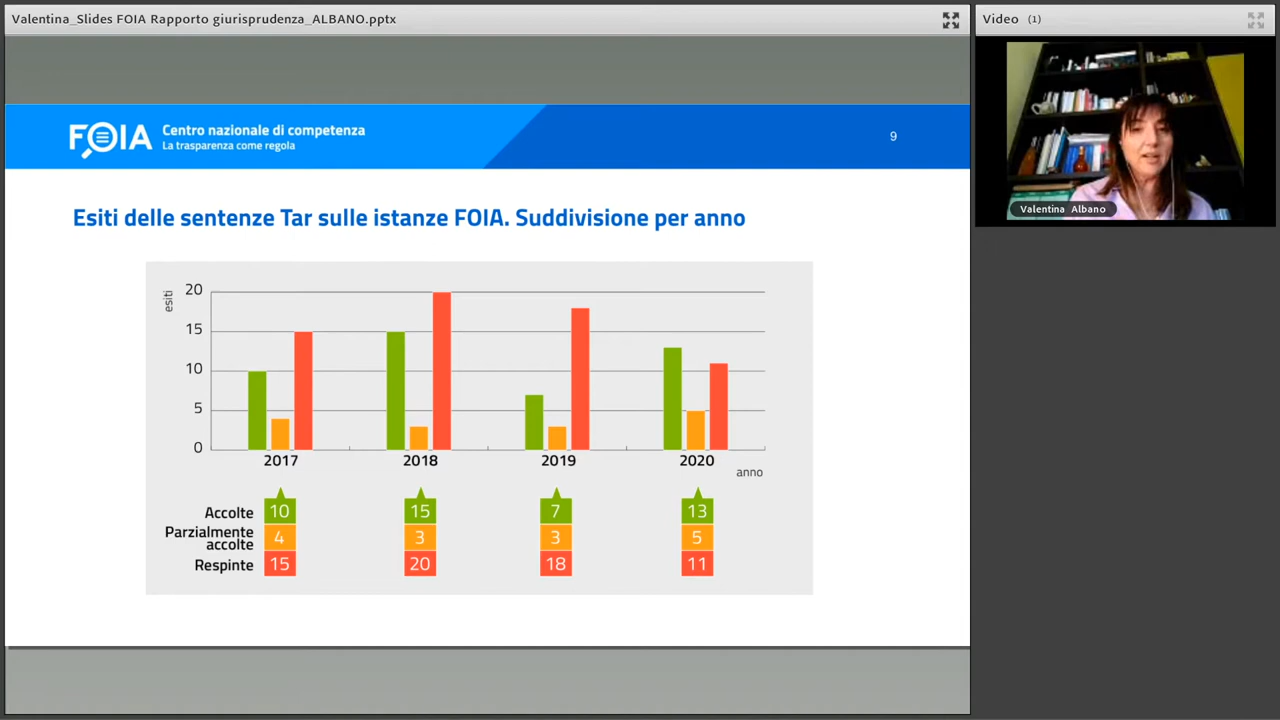 Valentina_Slides FOIA Rapporto giurisprudenza_ALBANO.pptx
Video (1)
FOIA
Centro nazionale di competenza
La trasparenza come regola
9
Valentina Albano
Esiti delle sentenze Tar sulle istanze FOIA. Suddivisione per anno
esiti
20
15
10
5
0
2017 2018 2019 2020
anno
Accolte 10 15 7 13
Parzialmente
accolte 4 3 3 5
Respinte 15 20 18 11